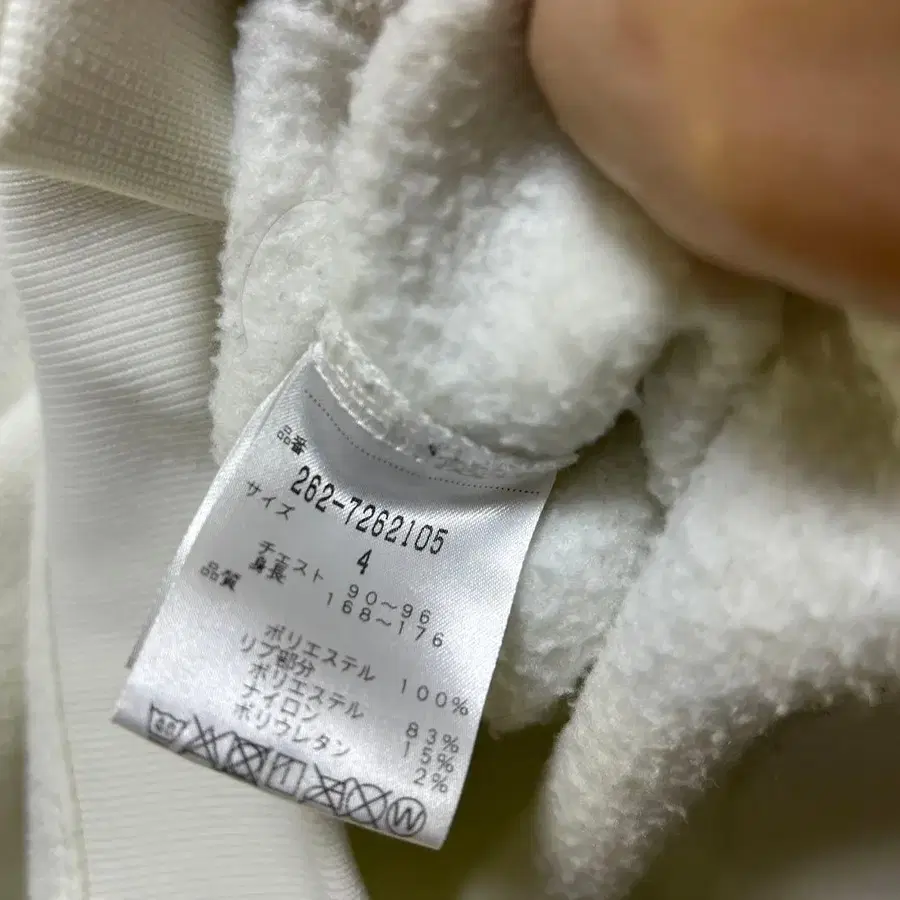 品番
262-7262105
サイズ
4
チェスト 90~96
身長 168~176
品質
ポリエステル 100%
リブ部分
ポリエステル 83%
ナイロン 15%
ポリウレタン 2%
W